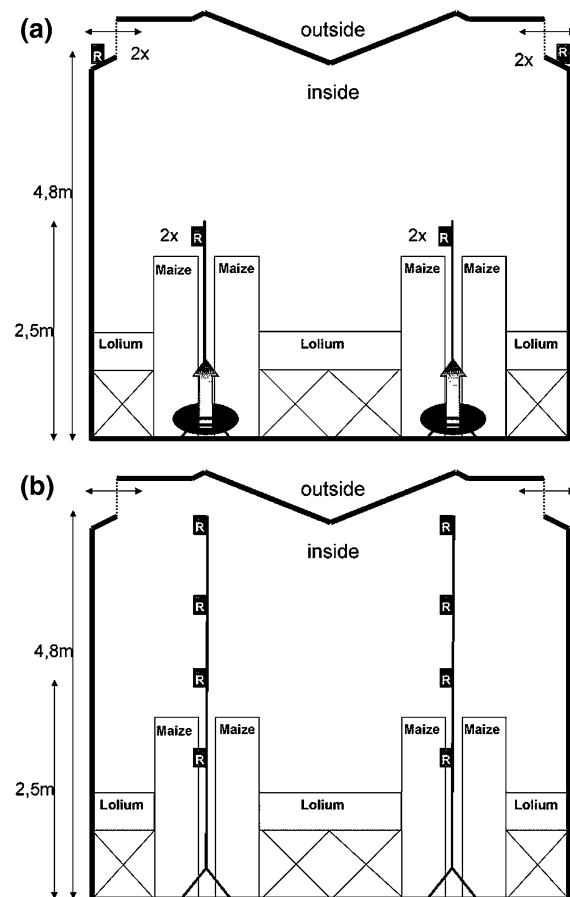 (a)
outside
R 2x 2x R
inside
4,8m
2x R 2x R
Maize Maize Maize Maize
2,5m
Lolium Lolium Lolium
(b)
outside
R R
inside
R R
4,8m
R R
Maize Maize Maize Maize
R R
2,5m
Lolium Lolium Lolium